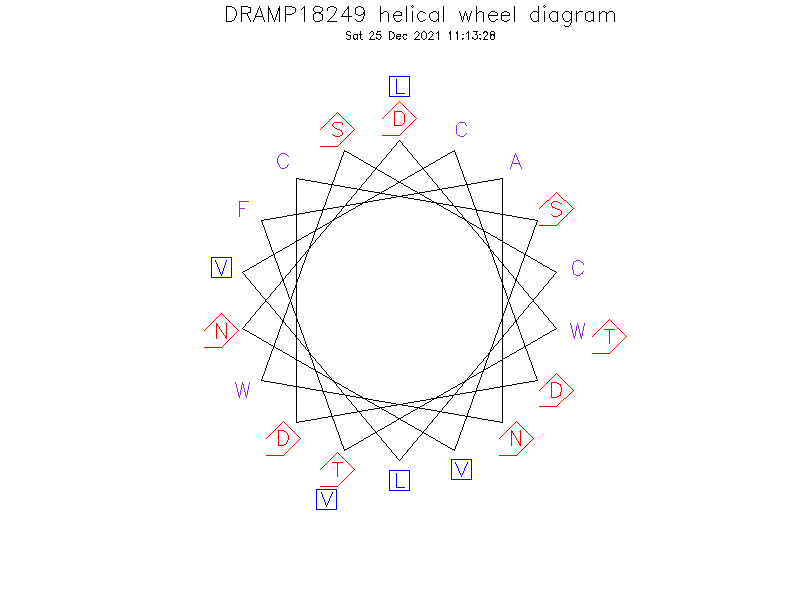 DRAMP18249 helical wheel diagram
Sat 25 Dec 2021 11:13:28
L
D
S C
C A
F S
V C
N W T
W D
D N
T V
L
V